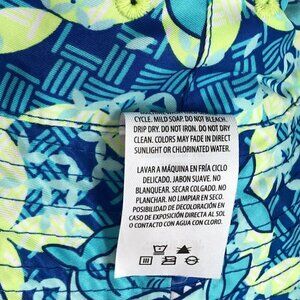 CYCLE. MILD SOAP. DO NOT BLEACH.
DRIP DRY. DO NOT IRON. DO NOT DRY
CLEAN. COLORS MAY FADE IN DIRECT
SUNLIGHT OR CHLORINATED WATER.
LAVAR A MÁQUINA EN FRÍA CICLO
DELICADO. JABON SUAVE. NO
BLANQUEAR. SECAR COLGADO. NO
PLANCHAR. NO LIMPIAR EN SECO.
POSIBILIDAD DE DECOLORACIÓN EN
CASO DE EXPOSICIÓN DIRECTA AL SOL
O CONTACTO CON AGUA CON CLORO.